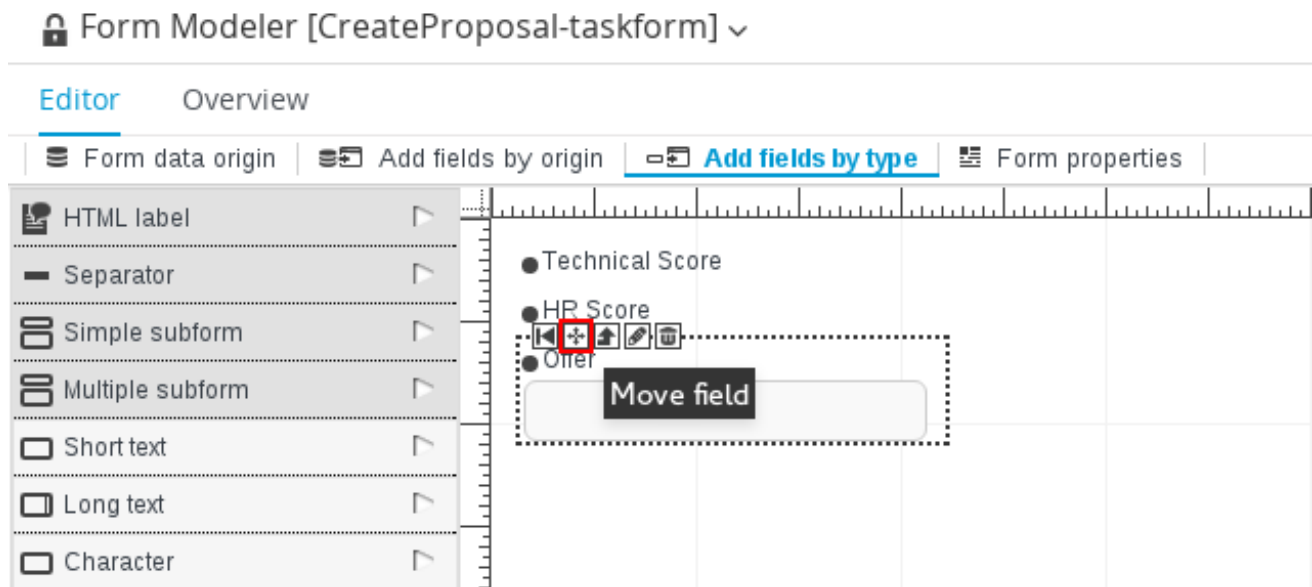 Form Modeler [CreateProposal-taskform]
Editor Overview
Form data origin Add fields by origin Add fields by type Form properties
HTML label
Separator
Simple subform
Multiple subform
Short text
Long text
Character
Technical Score
HR Score
Offer
Move field